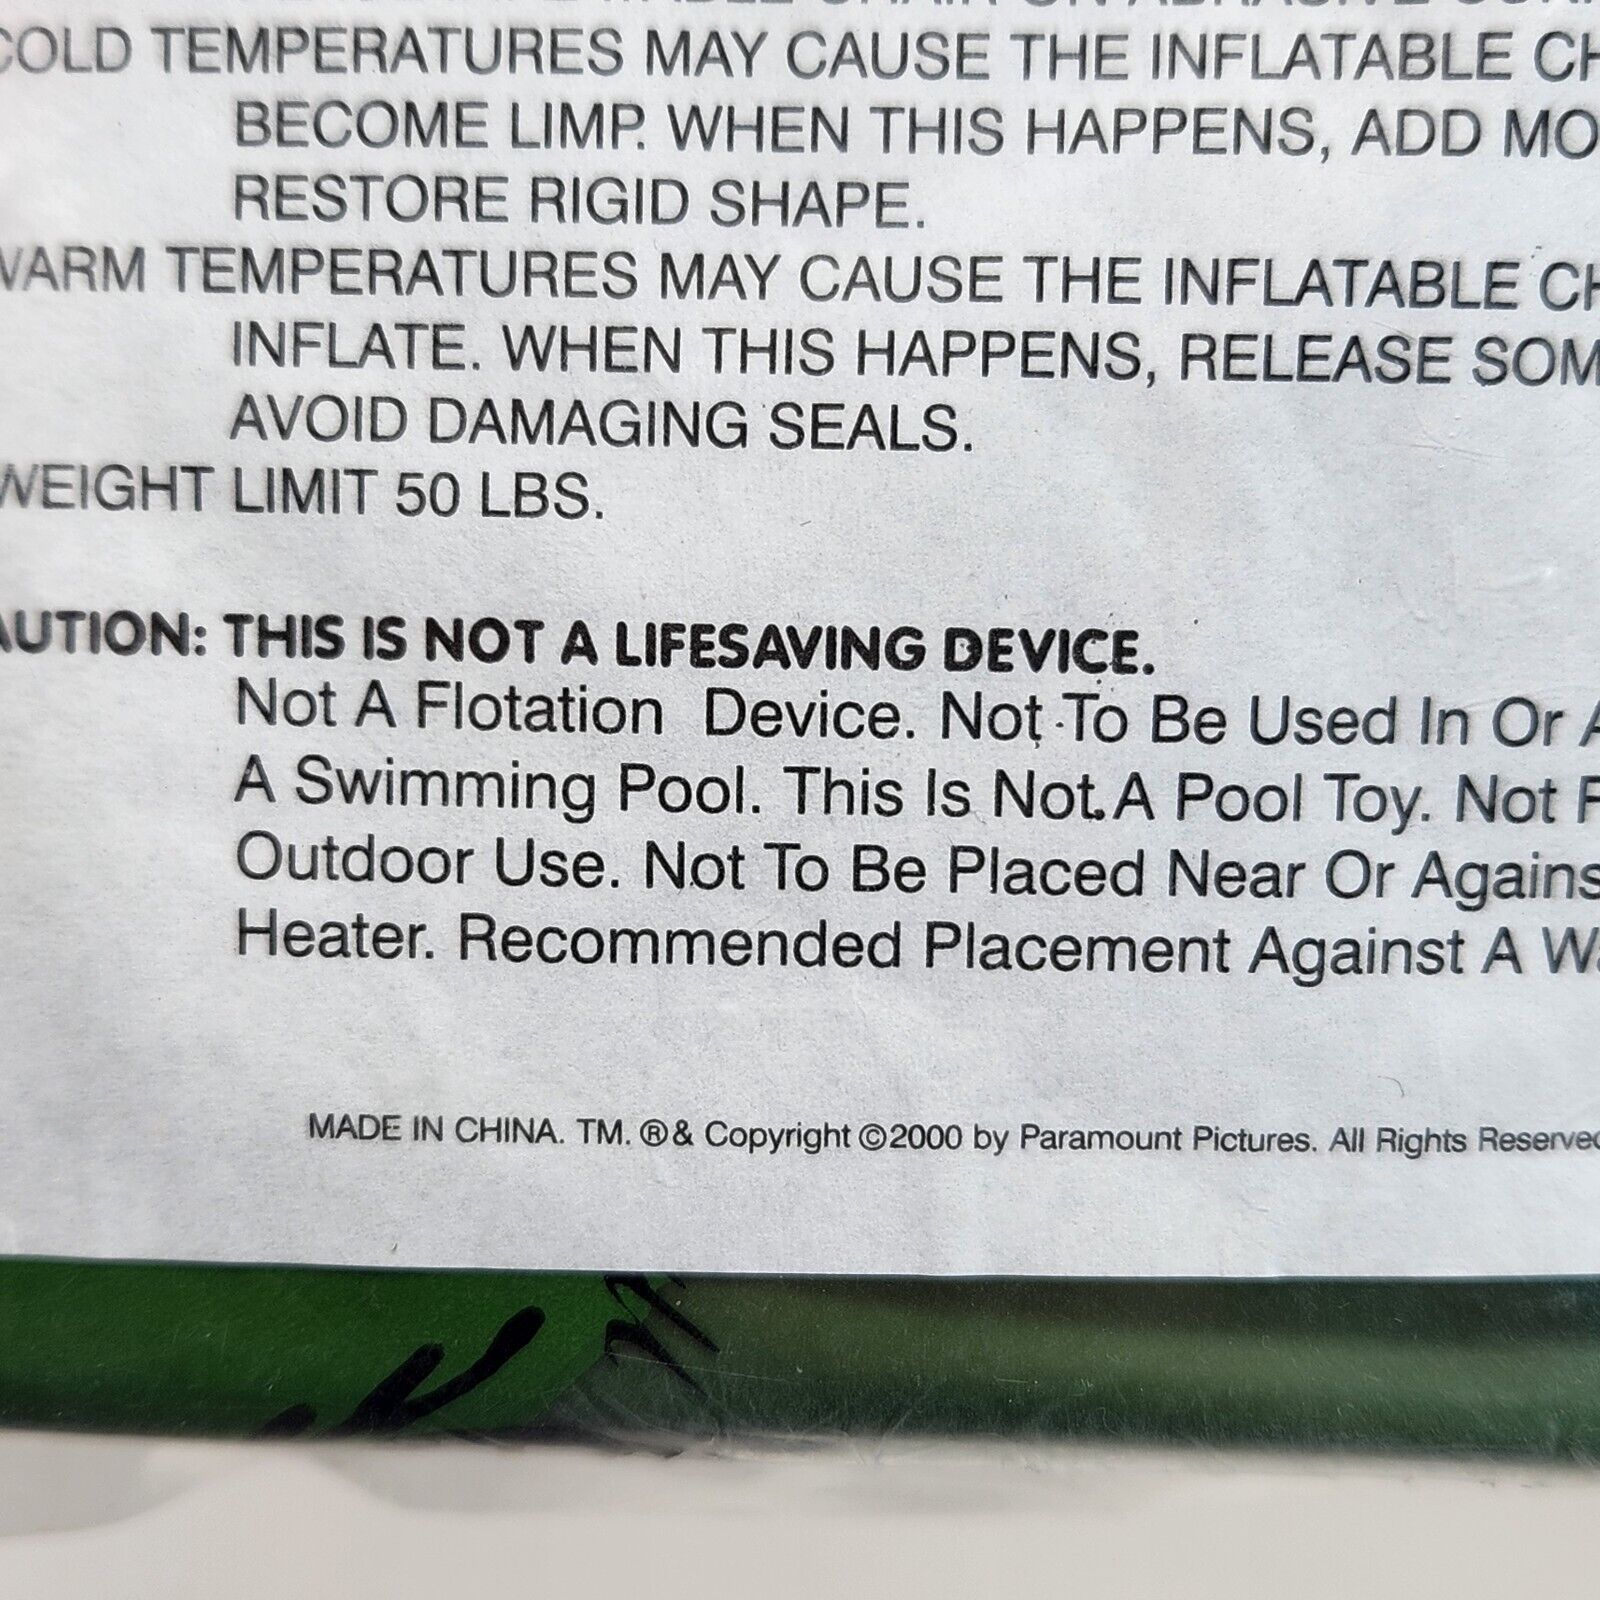 COLD TEMPERATURES MAY CAUSE THE INFLATABLE CH
BECOME LIMP. WHEN THIS HAPPENS, ADD MO
RESTORE RIGID SHAPE.
WARM TEMPERATURES MAY CAUSE THE INFLATABLE CH
INFLATE. WHEN THIS HAPPENS, RELEASE SOM
AVOID DAMAGING SEALS.
WEIGHT LIMIT 50 LBS.
AUTION: THIS IS NOT A LIFESAVING DEVICE.
Not A Flotation Device. Not To Be Used In Or A
A Swimming Pool. This Is Not A Pool Toy. Not F
Outdoor Use. Not To Be Placed Near Or Agains
Heater. Recommended Placement Against A Wa
MADE IN CHINA. TM. ®& Copyright ©2000 by Paramount Pictures. All Rights Reserved